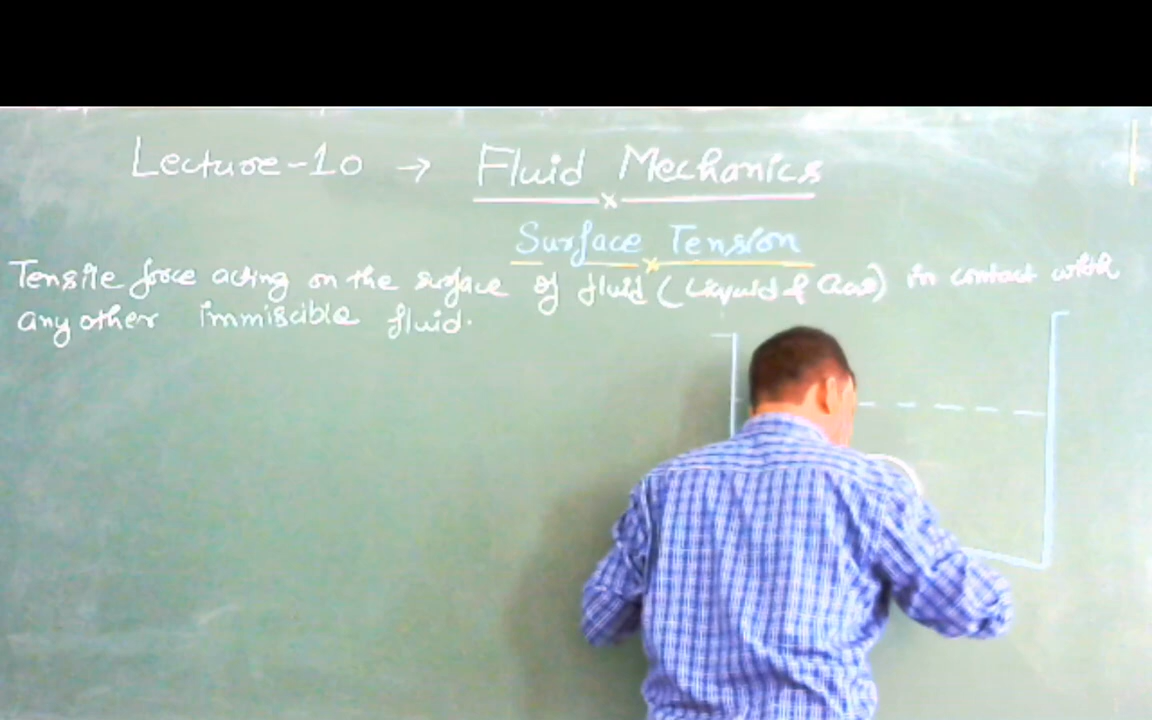 Lecture-10 → Fluid Mechanics
Surface Tension
Tensile force acting on the surface of fluid (Liquid & Gas) in contact with
any other immiscible fluid.